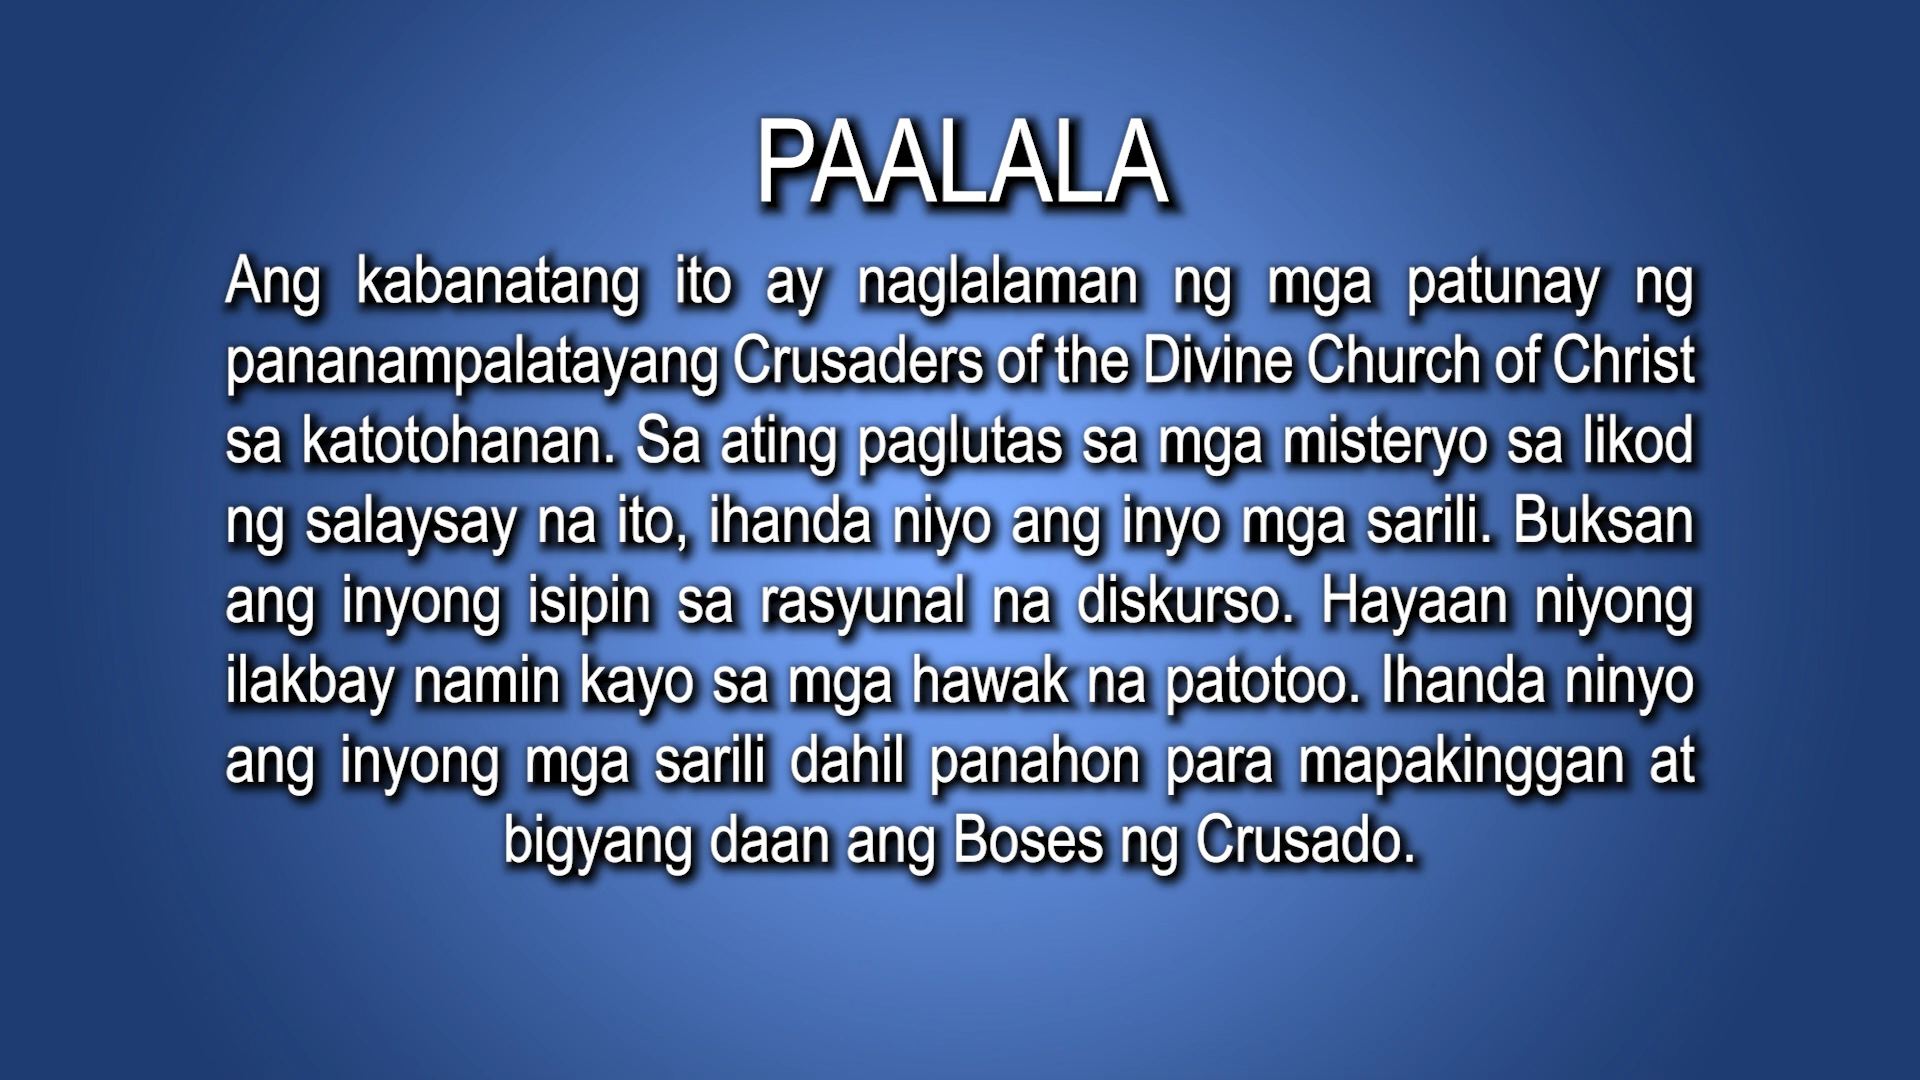 PAALALA
Ang kabanatang ito ay naglalaman ng mga patunay ng
pananampalatayang Crusaders of the Divine Church of Christ
sa katotohanan. Sa ating paglutas sa mga misteryo sa likod
ng salaysay na ito, ihanda niyo ang inyo mga sarili. Buksan
ang inyong isipin sa rasyunal na diskurso. Hayaan niyong
ilakbay namin kayo sa mga hawak na patotoo. Ihanda ninyo
ang inyong mga sarili dahil panahon para mapakinggan at
bigyang daan ang Boses ng Crusado.